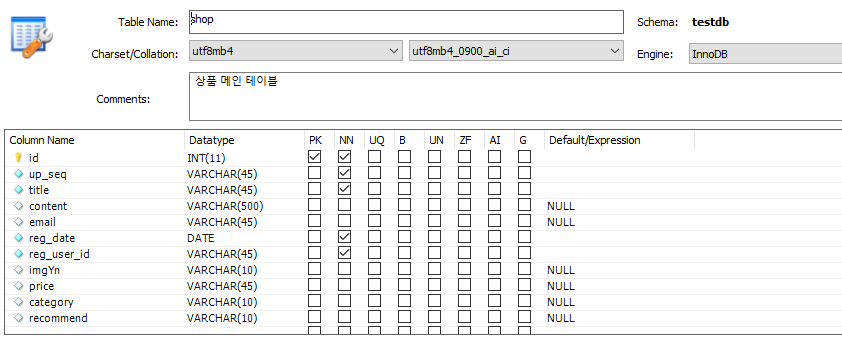 Table Name: shop Schema: testdb
Charset/Collation: utf8mb4 utf8mb4_0900_ai_ci Engine: InnoDB
Comments: 상품 메인 테이블
Column Name Datatype PK NN UQ B UN ZF AI G Default/Expression
id INT(11)
up_seq VARCHAR(45)
title VARCHAR(45)
content VARCHAR(500) NULL
email VARCHAR(45) NULL
reg_date DATE
reg_user_id VARCHAR(45)
imgYn VARCHAR(10) NULL
price VARCHAR(45) NULL
category VARCHAR(10) NULL
recommend VARCHAR(10) NULL